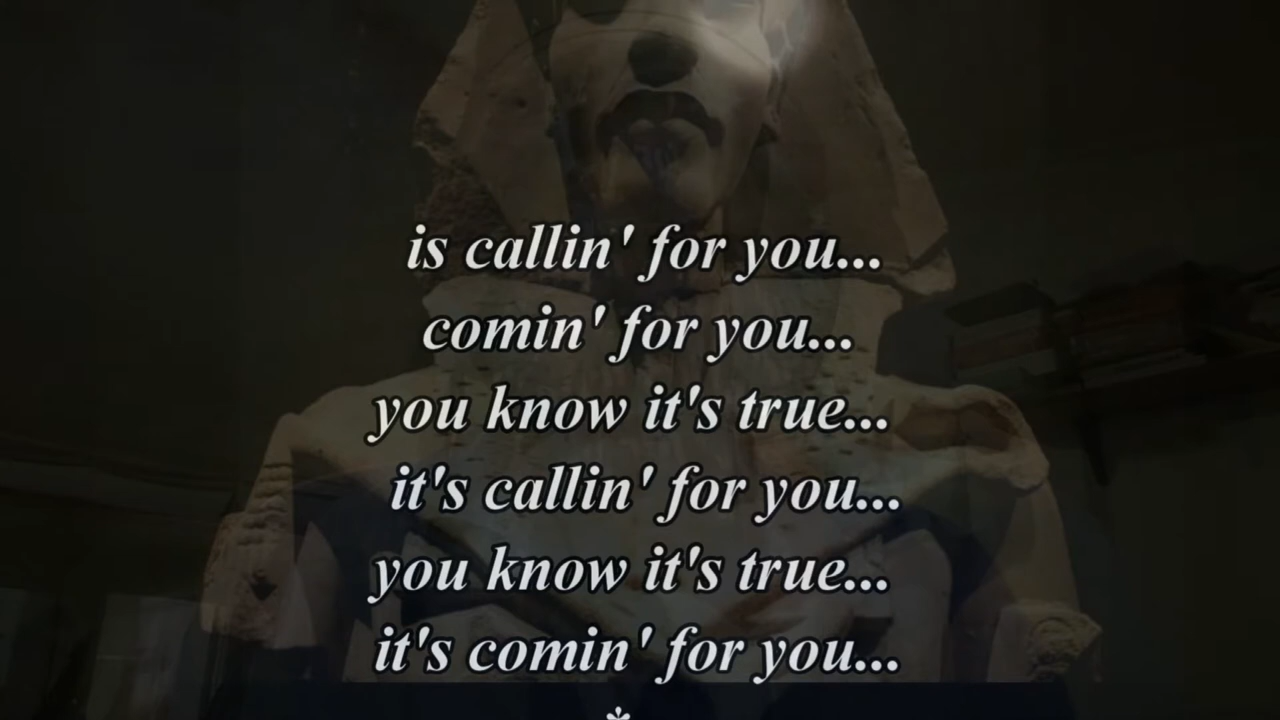 is callin' for you...
comin' for you...
you know it's true...
it's callin' for you...
you know it's true...
it's comin' for you...
*